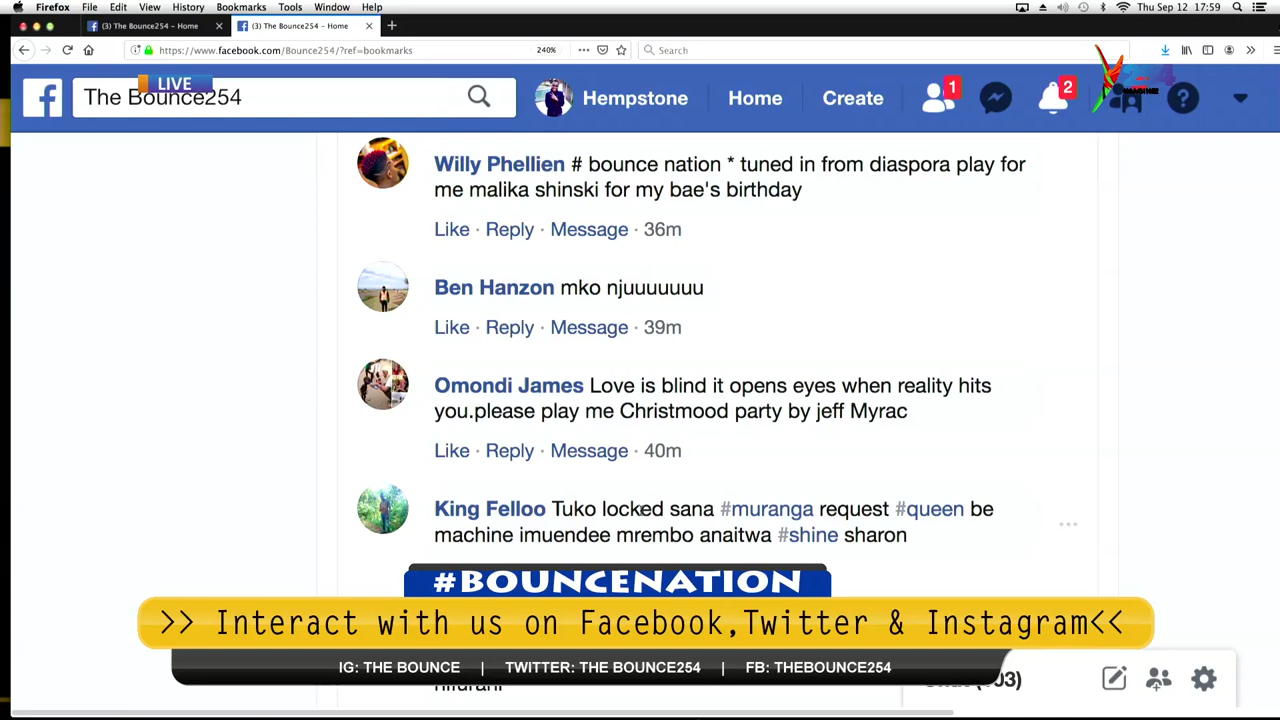 Firefox File Edit View History Bookmarks Tools Window Help Thu Sep 12 17:59
(3) The Bounce254 - Home × (3) The Bounce254 - Home × +
https://www.facebook.com/Bounce254/?ref=bookmarks 240% Search
LIVE
The Bounce254 Hempstone Home Create 1 2
Willy Phellien # bounce nation * tuned in from diaspora play for
me malika shinski for my bae's birthday
Like · Reply · Message · 36m
Ben Hanzon mko njuuuuuuu
Like · Reply · Message · 39m
Omondi James Love is blind it opens eyes when reality hits
you.please play me Christmood party by jeff Myrac
Like · Reply · Message · 40m
King Felloo Tuko locked sana #muranga request #queen be
machine imuendee mrembo anaitwa #shine sharon
#BOUNCENATION
>> Interact with us on Facebook,Twitter & Instagram<<
IG: THE BOUNCE | TWITTER: THE BOUNCE254 | FB: THEBOUNCE254